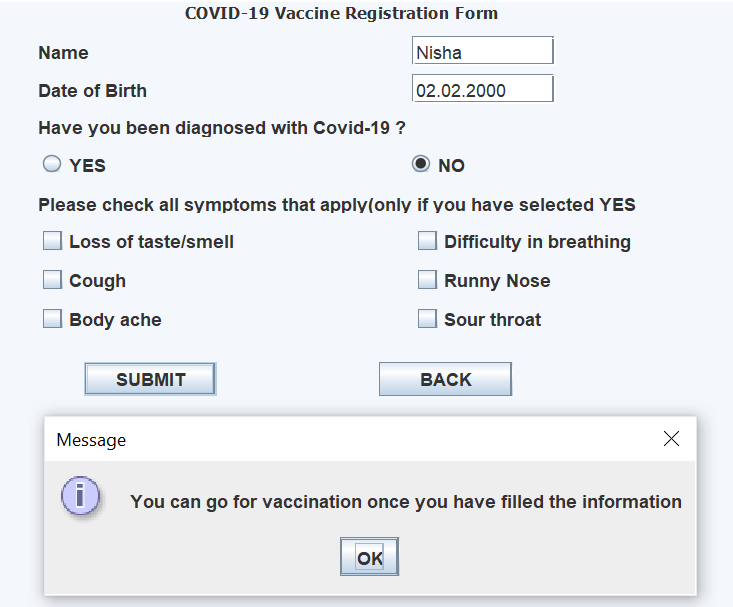 COVID-19 Vaccine Registration Form
Name Nisha
Date of Birth 02.02.2000
Have you been diagnosed with Covid-19 ?
YES NO
Please check all symptoms that apply(only if you have selected YES
Loss of taste/smell Difficulty in breathing
Cough Runny Nose
Body ache Sour throat
SUBMIT BACK
Message
You can go for vaccination once you have filled the information
OK